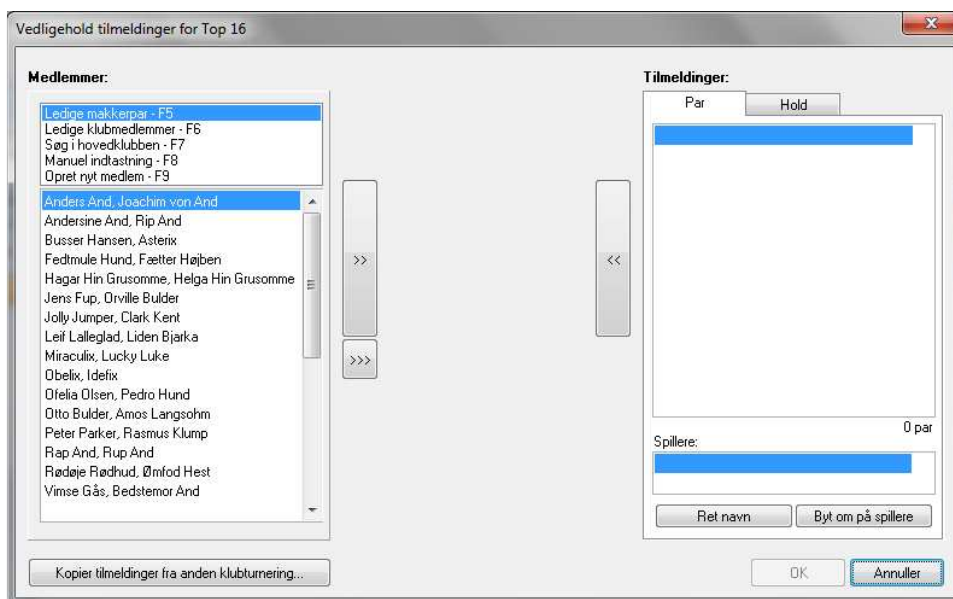 Vedligehold tilmeldinger for Top 16
Medlemmer:
Ledige makkerpar - F5
Ledige klubmedlemmer - F6
Søg i hovedklubben - F7
Manuel indtastning - F8
Opret nyt medlem - F9
Anders And, Joachim von And
Andersine And, Rip And
Busser Hansen, Asterix
Fedtmule Hund, Fætter Højben
Hagar Hin Grusomme, Helga Hin Grusomme
Jens Fup, Orville Bulder
Jolly Jumper, Clark Kent
Leif Lalleglad, Liden Bjarka
Miraculix, Lucky Luke
Obelix, Idefix
Ofelia Olsen, Pedro Hund
Otto Bulder, Amos Langsohm
Peter Parker, Rasmus Klump
Rap And, Rup And
Rødøje Rødhud, Ømfod Hest
Vimse Gås, Bedstemor And
Kopier tilmeldinger fra anden klubturnering...
>>
>>>
<<
Tilmeldinger:
Par
Hold
0 par
Spillere:
Ret navn
Byt om på spillere
OK
Annuller